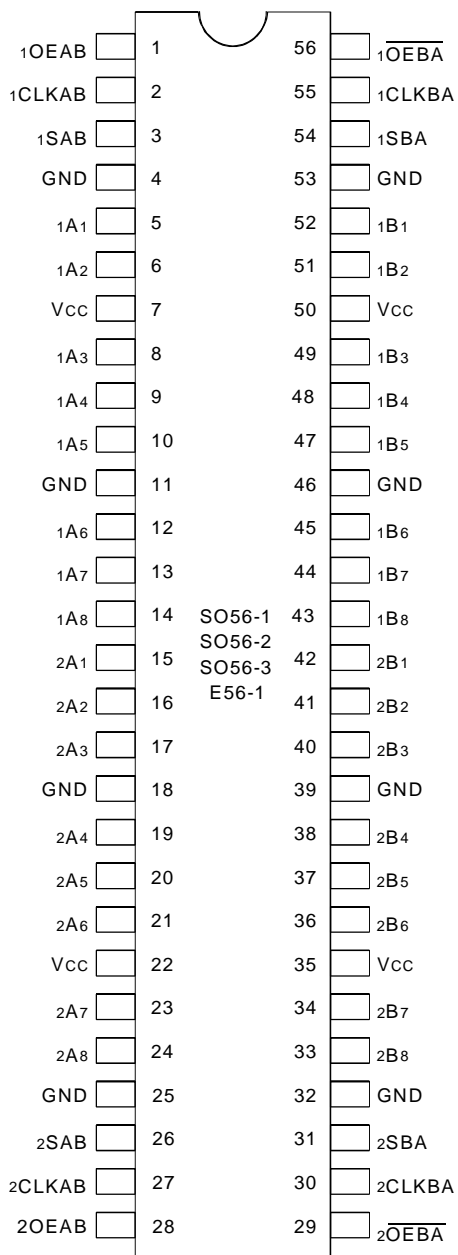 1OEAB 1 56 1O̅E̅B̅A̅
1CLKAB 2 55 1CLKBA
1SAB 3 54 1SBA
GND 4 53 GND
1A1 5 52 1B1
1A2 6 51 1B2
VCC 7 50 VCC
1A3 8 49 1B3
1A4 9 48 1B4
1A5 10 47 1B5
GND 11 46 GND
1A6 12 45 1B6
1A7 13 44 1B7
1A8 14 SO56-1 43 1B8
SO56-2
2A1 15 SO56-3 42 2B1
E56-1
2A2 16 41 2B2
2A3 17 40 2B3
GND 18 39 GND
2A4 19 38 2B4
2A5 20 37 2B5
2A6 21 36 2B6
VCC 22 35 VCC
2A7 23 34 2B7
2A8 24 33 2B8
GND 25 32 GND
2SAB 26 31 2SBA
2CLKAB 27 30 2CLKBA
2OEAB 28 29 2O̅E̅B̅A̅